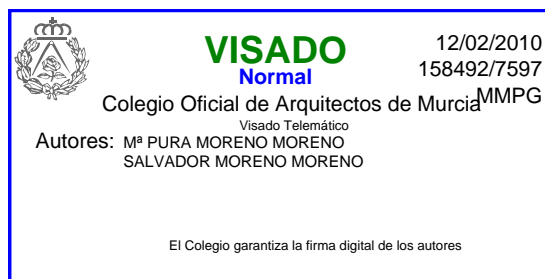 VISADO
Normal
12/02/2010
158492/7597
MMPG
Colegio Oficial de Arquitectos de Murcia
Visado Telemático
Autores: Mª PURA MORENO MORENO
SALVADOR MORENO MORENO
El Colegio garantiza la firma digital de los autores